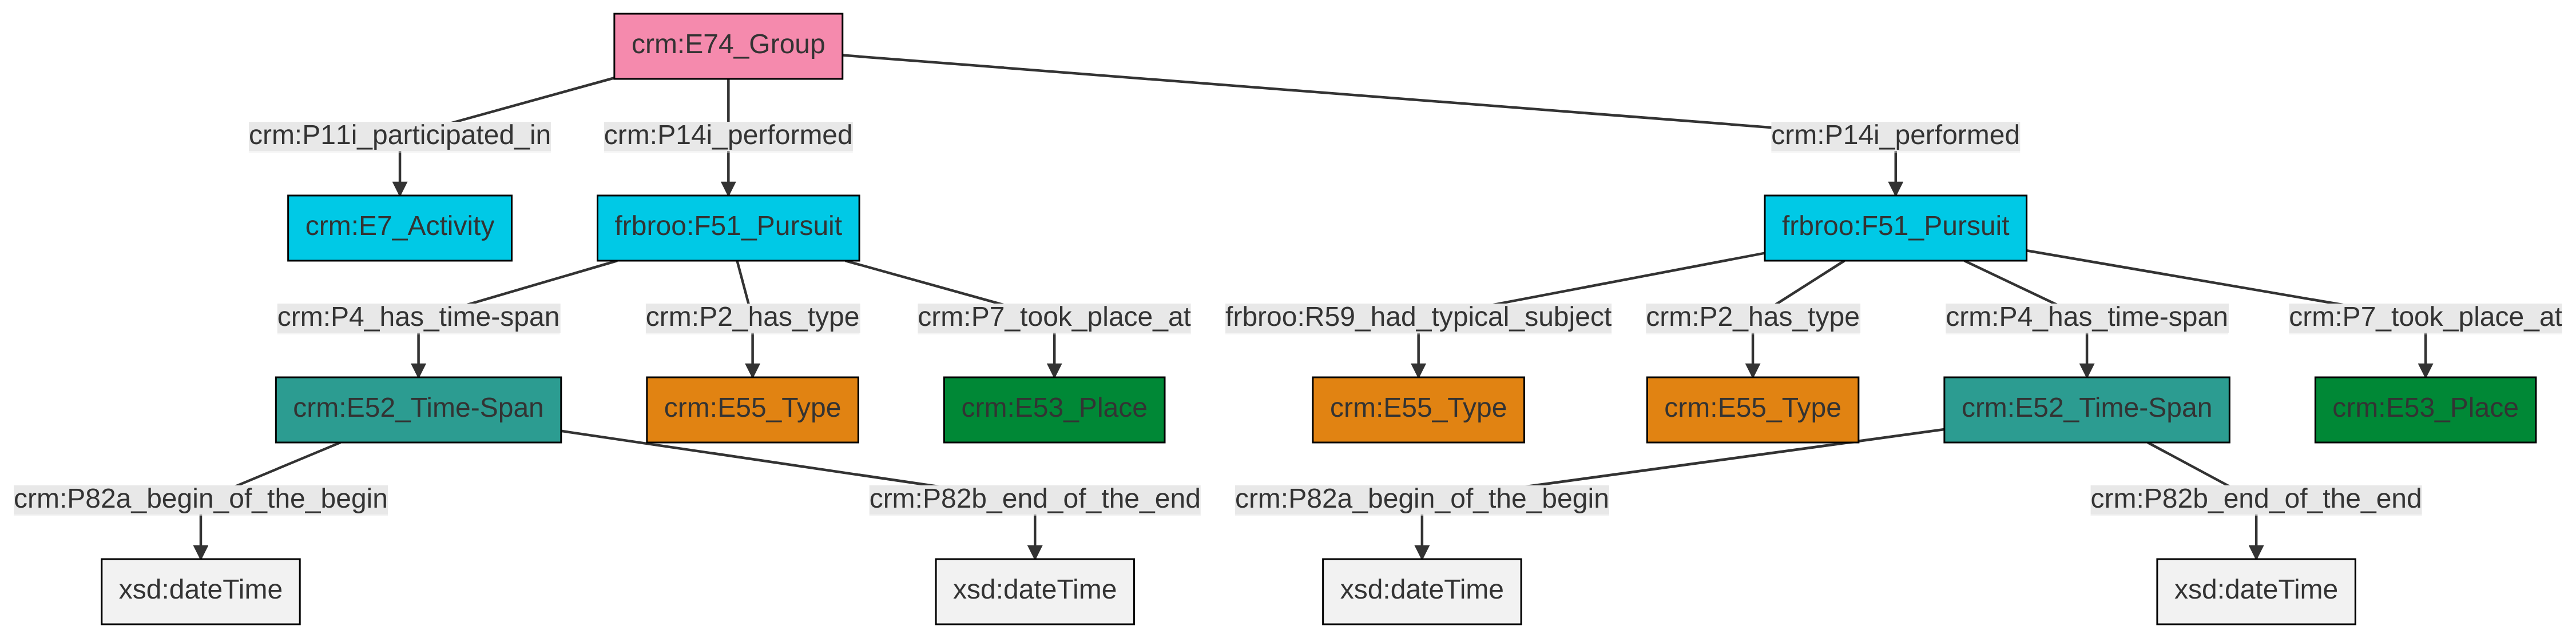 crm:E74_Group
crm:P11i_participated_in
crm:P14i_performed
crm:P14i_performed
crm:E7_Activity
frbroo:F51_Pursuit
frbroo:F51_Pursuit
crm:P4_has_time-span
crm:P2_has_type
crm:P7_took_place_at
frbroo:R59_had_typical_subject
crm:P2_has_type
crm:P4_has_time-span
crm:P7_took_place_at
crm:E52_Time-Span
crm:E55_Type
crm:E53_Place
crm:E55_Type
crm:E55_Type
crm:E52_Time-Span
crm:E53_Place
crm:P82a_begin_of_the_begin
crm:P82b_end_of_the_end
crm:P82a_begin_of_the_begin
crm:P82b_end_of_the_end
xsd:dateTime
xsd:dateTime
xsd:dateTime
xsd:dateTime